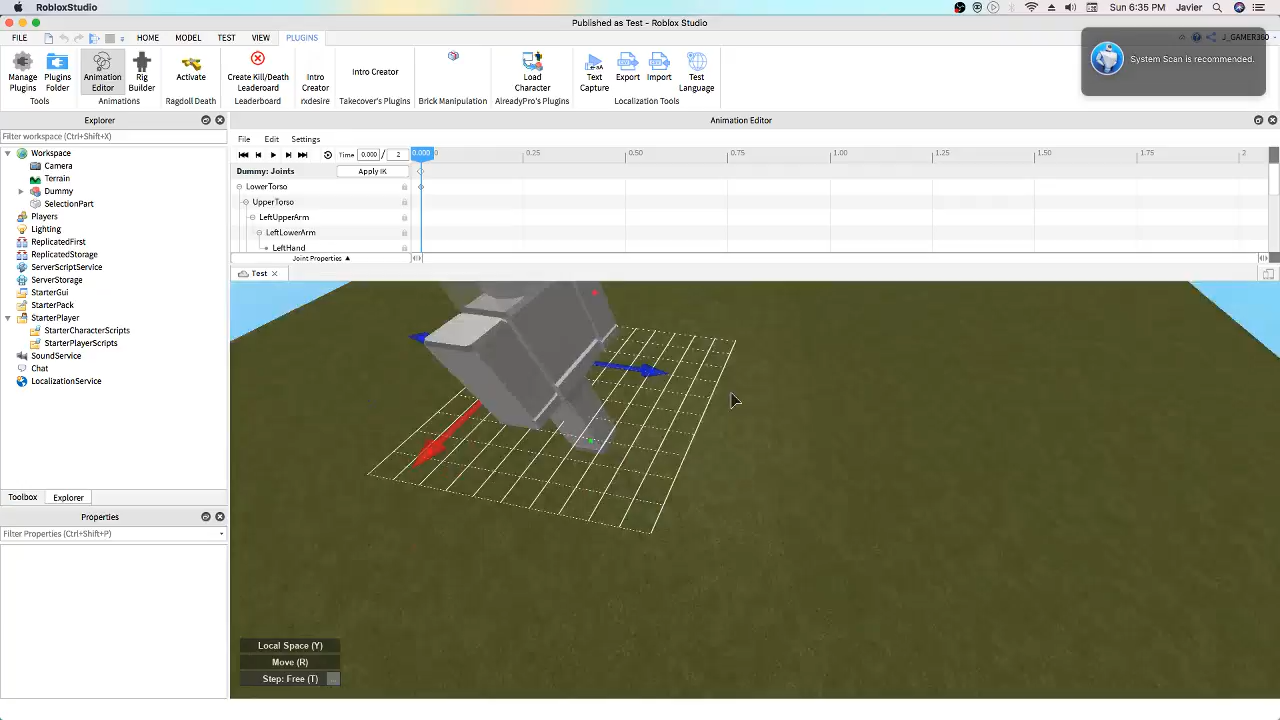 RobloxStudio
Sun 6:35 PM Javier
Published as Test - Roblox Studio
FILE HOME MODEL TEST VIEW PLUGINS
J_GAMER360
System Scan is recommended.
Manage Plugins
Plugins Folder
Animation Editor
Rig Builder
Activate
Create Kill/Death Leaderboard
Intro Creator
Intro Creator
Load Character
Text Capture
Export
Import
Test Language
Tools
Animations
Ragdoll Death
Leaderboard
rxdesire
Takeover's Plugins
Brick Manipulation
AlreadyPro's Plugins
Localization Tools
Explorer
Filter workspace (Ctrl+Shift+X)
Workspace
Camera
Terrain
Dummy
SelectionPart
Players
Lighting
ReplicatedFirst
ReplicatedStorage
ServerScriptService
ServerStorage
StarterGui
StarterPack
StarterPlayer
StarterCharacterScripts
StarterPlayerScripts
SoundService
Chat
LocalizationService
Toolbox Explorer
Properties
Filter Properties (Ctrl+Shift+P)
Animation Editor
File Edit Settings
Time 0.000 / 2
0.000 0 0.25 0.50 0.75 1.00 1.25 1.50 1.75 2
Dummy: Joints Apply IK
LowerTorso
UpperTorso
LeftUpperArm
LeftLowerArm
LeftHand
Joint Properties ▲
Test
Local Space (Y)
Move (R)
Step: Free (T) ...